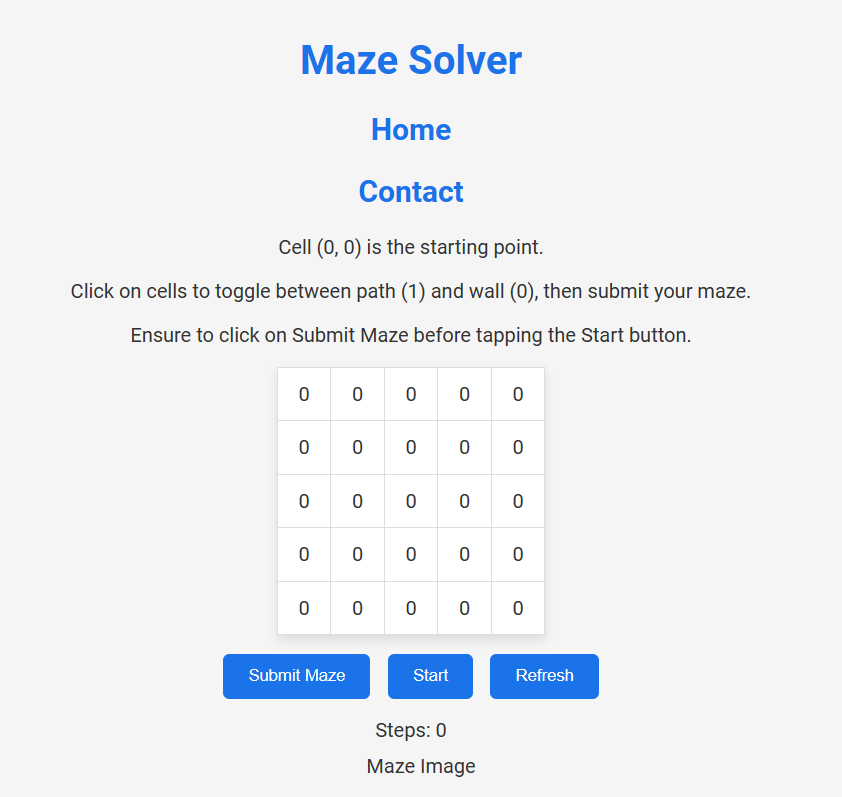 Maze Solver
Home
Contact
Cell (0, 0) is the starting point.
Click on cells to toggle between path (1) and wall (0), then submit your maze.
Ensure to click on Submit Maze before tapping the Start button.
0 0 0 0 0
0 0 0 0 0
0 0 0 0 0
0 0 0 0 0
0 0 0 0 0
Submit Maze Start Refresh
Steps: 0
Maze Image